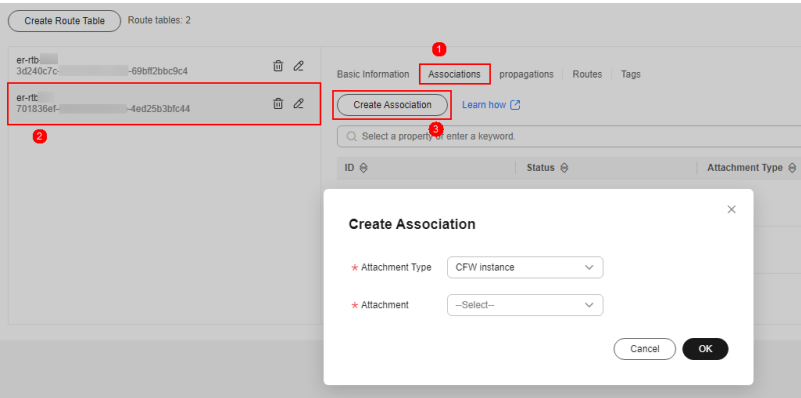 Create Route Table Route tables: 2
1
er-rtb-
3d240c7c- -69bff2bbc9c4
Basic Information Associations propagations Routes Tags
er-rtb
701836ef- -4ed25b3bfc44
Create Association Learn how
2
3
Select a property or enter a keyword.
ID Status Attachment Type
Create Association
* Attachment Type CFW instance
* Attachment --Select--
Cancel OK